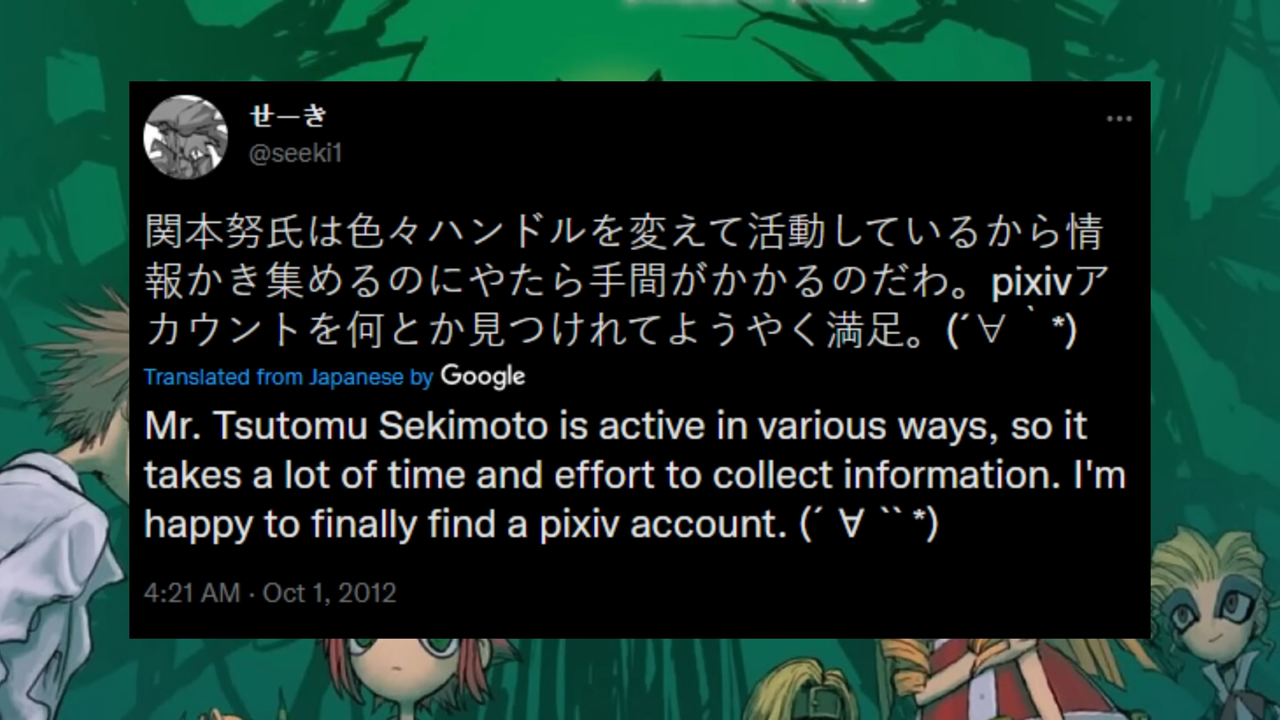 せーき
@seeki1
関本努氏は色々ハンドルを変えて活動しているから情
報かき集めるのにやたら手間がかかるのだわ。pixivア
カウントを何とか見つけれてようやく満足。(´∀｀*)
Translated from Japanese by Google
Mr. Tsutomu Sekimoto is active in various ways, so it
takes a lot of time and effort to collect information. I'm
happy to finally find a pixiv account. (´ ∀ `` *)
4:21 AM · Oct 1, 2012